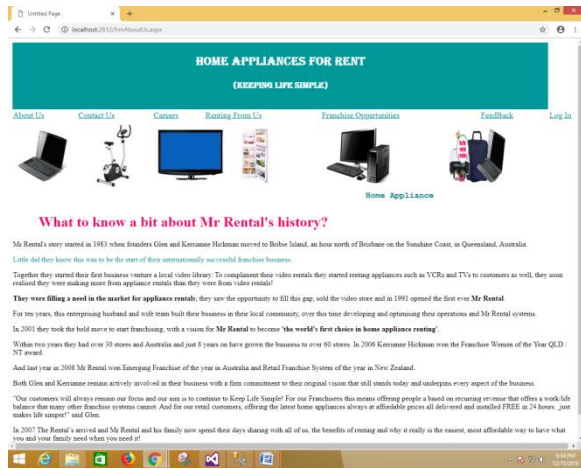 Untitled Page
localhost:2912/frmAboutUs.aspx
HOME APPLIANCES FOR RENT
(KEEPING LIFE SIMPLE)
About Us Contact Us Careers Renting From Us Franchise Opportunities FeedBack Log In
Home Appliance
What to know a bit about Mr Rental's history?
Mr Rental's story started in 1983 when founders Glen and Kerrianne Hickman moved to Bribie Island, an hour north of Brisbane on the Sunshine Coast, in Queensland, Australia.
Little did they know this was to be the start of their internationally successful franchise business.
Together they started their first business venture a local video library. To compliment their video rentals they started renting appliances such as VCRs and TVs to customers as well, they soon
realised they were making more from appliance rentals than they were from video rentals!
They were filling a need in the market for appliance rentals; they saw the opportunity to fill this gap, sold the video store and in 1991 opened the first ever Mr Rental.
For ten years, this enterprising husband and wife team built their business in their local community, over this time developing and optimising their operations and Mr Rental systems.
In 2001 they took the bold move to start franchising, with a vision for Mr Rental to become 'the world's first choice in home appliance renting'.
Within two years they had over 30 stores and Australia and just 8 years on have grown the business to over 60 stores. In 2006 Kerrianne Hickman won the Franchise Women of the Year QLD /
NT award.
And last year in 2008 Mr Rental won Emerging Franchise of the year in Australia and Retail Franchise System of the year in New Zealand.
Both Glen and Kerrianne remain actively involved in their business with a firm commitment to their original vision that still stands today and underpins every aspect of the business.
"Our customers will always remain our focus and our aim is to continue to Keep Life Simple! For our Franchisees this means offering people a based on recurring revenue that offers a work/life
balance that many other franchise systems cannot. And for our retail customers, offering the latest home appliances always at affordable prices all delivered and installed FREE in 24 hours. just
makes life simper!" said Glen.
In 2007 The Rental's arrived and Mr Rental and his family now spend their days sharing with all of us, the benefits of renting and why it really is the easiest, most affordable way to have what
you and your family need when you need it!
6:54 PM